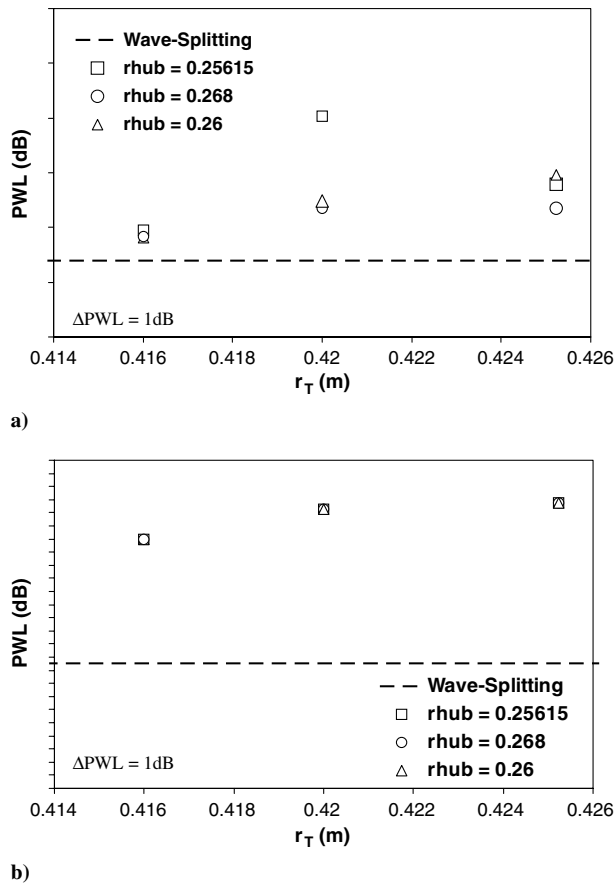 Wave-Splitting
rhub = 0.25615
rhub = 0.268
rhub = 0.26
PWL (dB)
ΔPWL = 1dB
0.414 0.416 0.418 0.42 0.422 0.424 0.426
r_T (m)
a)
PWL (dB)
Wave-Splitting
rhub = 0.25615
rhub = 0.268
rhub = 0.26
ΔPWL = 1dB
0.414 0.416 0.418 0.42 0.422 0.424 0.426
r_T (m)
b)